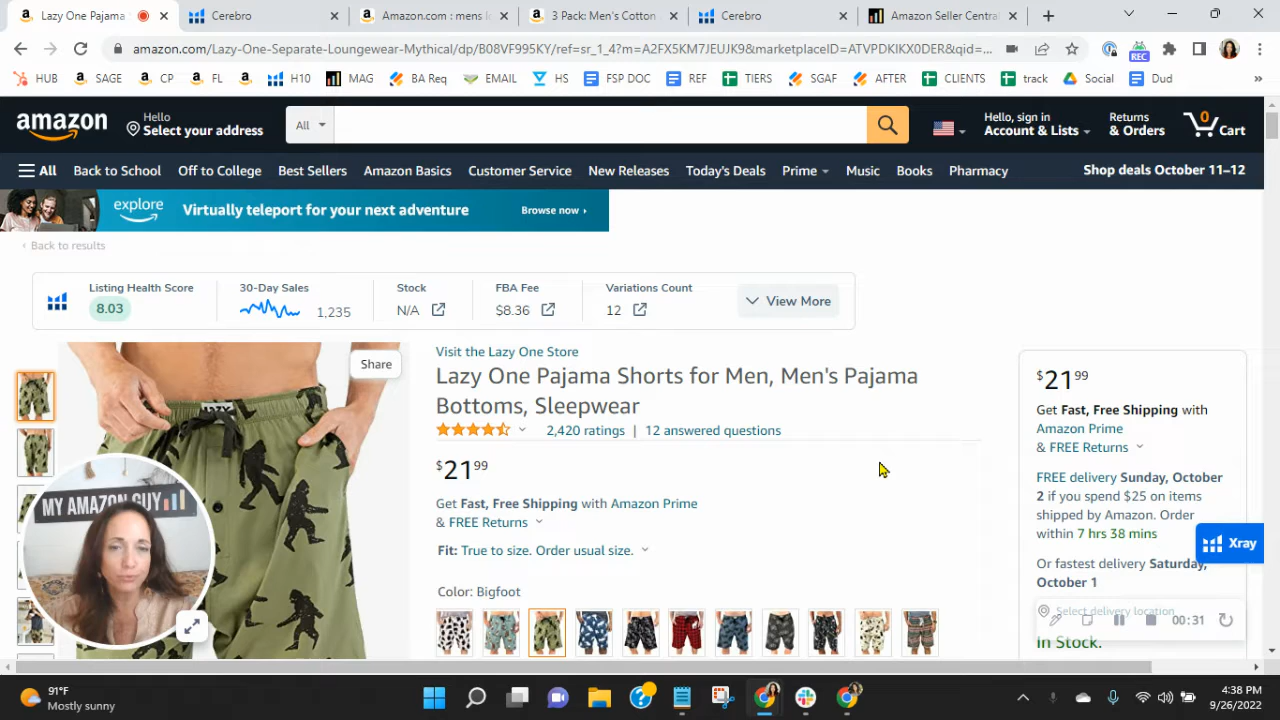 Lazy One Pajama
Cerebro
Amazon.com : mens l
3 Pack: Men's Cotton
Cerebro
Amazon Seller Centra
amazon.com/Lazy-One-Separate-Loungewear-Mythical/dp/B08VF995KY/ref=sr_1_4?m=A2FX5KM7JEUJK9&marketplaceID=ATVPDKIKX0DER&qid=...
REC
HUB
SAGE
CP
FL
H10
MAG
BA Req
EMAIL
HS
FSP DOC
REF
TIERS
SGAF
AFTER
CLIENTS
track
Social
Dud
»
amazon
Hello
Select your address
All
Hello, sign in
Account & Lists
Returns
& Orders
0
Cart
All
Back to School
Off to College
Best Sellers
Amazon Basics
Customer Service
New Releases
Today's Deals
Prime
Music
Books
Pharmacy
Shop deals October 11–12
explore
Virtually teleport for your next adventure
Browse now ›
‹ Back to results
Listing Health Score
8.03
30-Day Sales
1,235
Stock
N/A
FBA Fee
$8.36
Variations Count
12
View More
Share
Visit the Lazy One Store
Lazy One Pajama Shorts for Men, Men's Pajama
Bottoms, Sleepwear
2,420 ratings | 12 answered questions
$21 99
Get Fast, Free Shipping with Amazon Prime
& FREE Returns
Fit: True to size. Order usual size.
Color: Bigfoot
$21 99
Get Fast, Free Shipping with
Amazon Prime
& FREE Returns
FREE delivery Sunday, October
2 if you spend $25 on items
shipped by Amazon. Order
within 7 hrs 38 mins
Xray
Or fastest delivery Saturday,
October 1
Select delivery location
00:31
In Stock.
MY AMAZON GUY
91°F
Mostly sunny
4:38 PM
9/26/2022